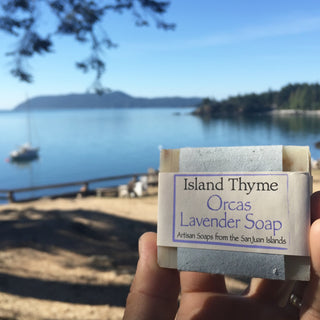 Island Thyme
Orcas
Lavender Soap
Artisan Soaps from the San Juan Islands